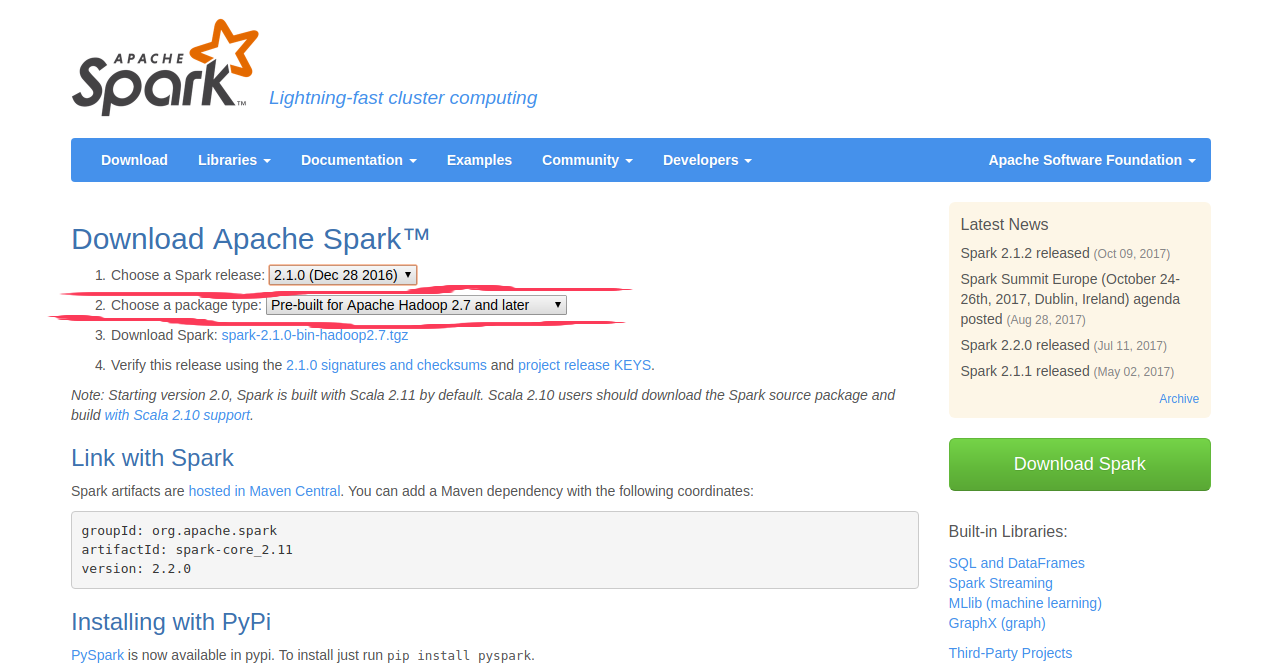 APACHE
Spark™
Lightning-fast cluster computing
Download Libraries Documentation Examples Community Developers Apache Software Foundation
Download Apache Spark™
1. Choose a Spark release: 2.1.0 (Dec 28 2016)
2. Choose a package type: Pre-built for Apache Hadoop 2.7 and later
3. Download Spark: spark-2.1.0-bin-hadoop2.7.tgz
4. Verify this release using the 2.1.0 signatures and checksums and project release KEYS.
Note: Starting version 2.0, Spark is built with Scala 2.11 by default. Scala 2.10 users should download the Spark source package and
build with Scala 2.10 support.
Link with Spark
Spark artifacts are hosted in Maven Central. You can add a Maven dependency with the following coordinates:
groupId: org.apache.spark
artifactId: spark-core_2.11
version: 2.2.0
Installing with PyPi
PySpark is now available in pypi. To install just run pip install pyspark.
Latest News
Spark 2.1.2 released (Oct 09, 2017)
Spark Summit Europe (October 24-
26th, 2017, Dublin, Ireland) agenda
posted (Aug 28, 2017)
Spark 2.2.0 released (Jul 11, 2017)
Spark 2.1.1 released (May 02, 2017)
Archive
Download Spark
Built-in Libraries:
SQL and DataFrames
Spark Streaming
MLlib (machine learning)
GraphX (graph)
Third-Party Projects